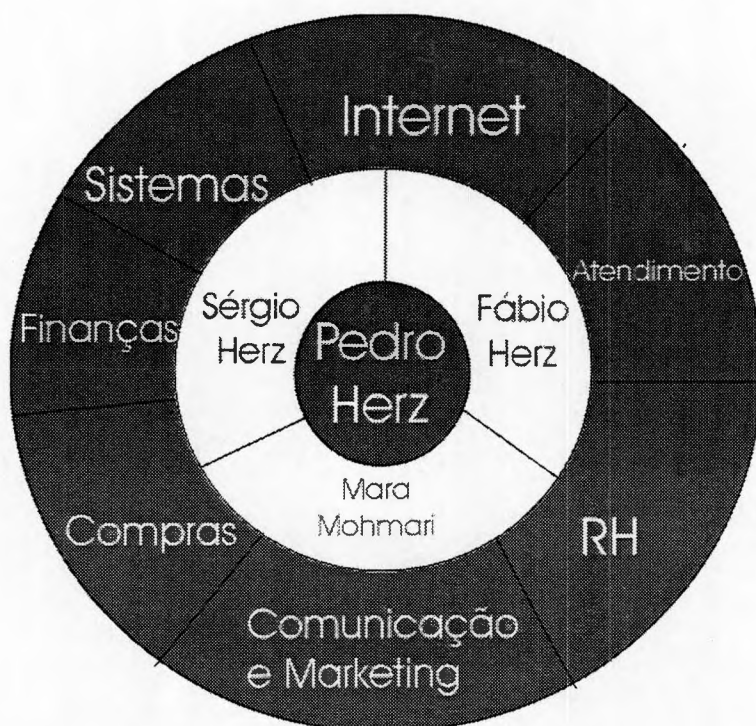 Internet
Sistemas
Atendimento
Finanças
Sérgio
Herz
Pedro
Herz
Fábio
Herz
Mara
Mohmari
Compras
RH
Comunicação
e Marketing